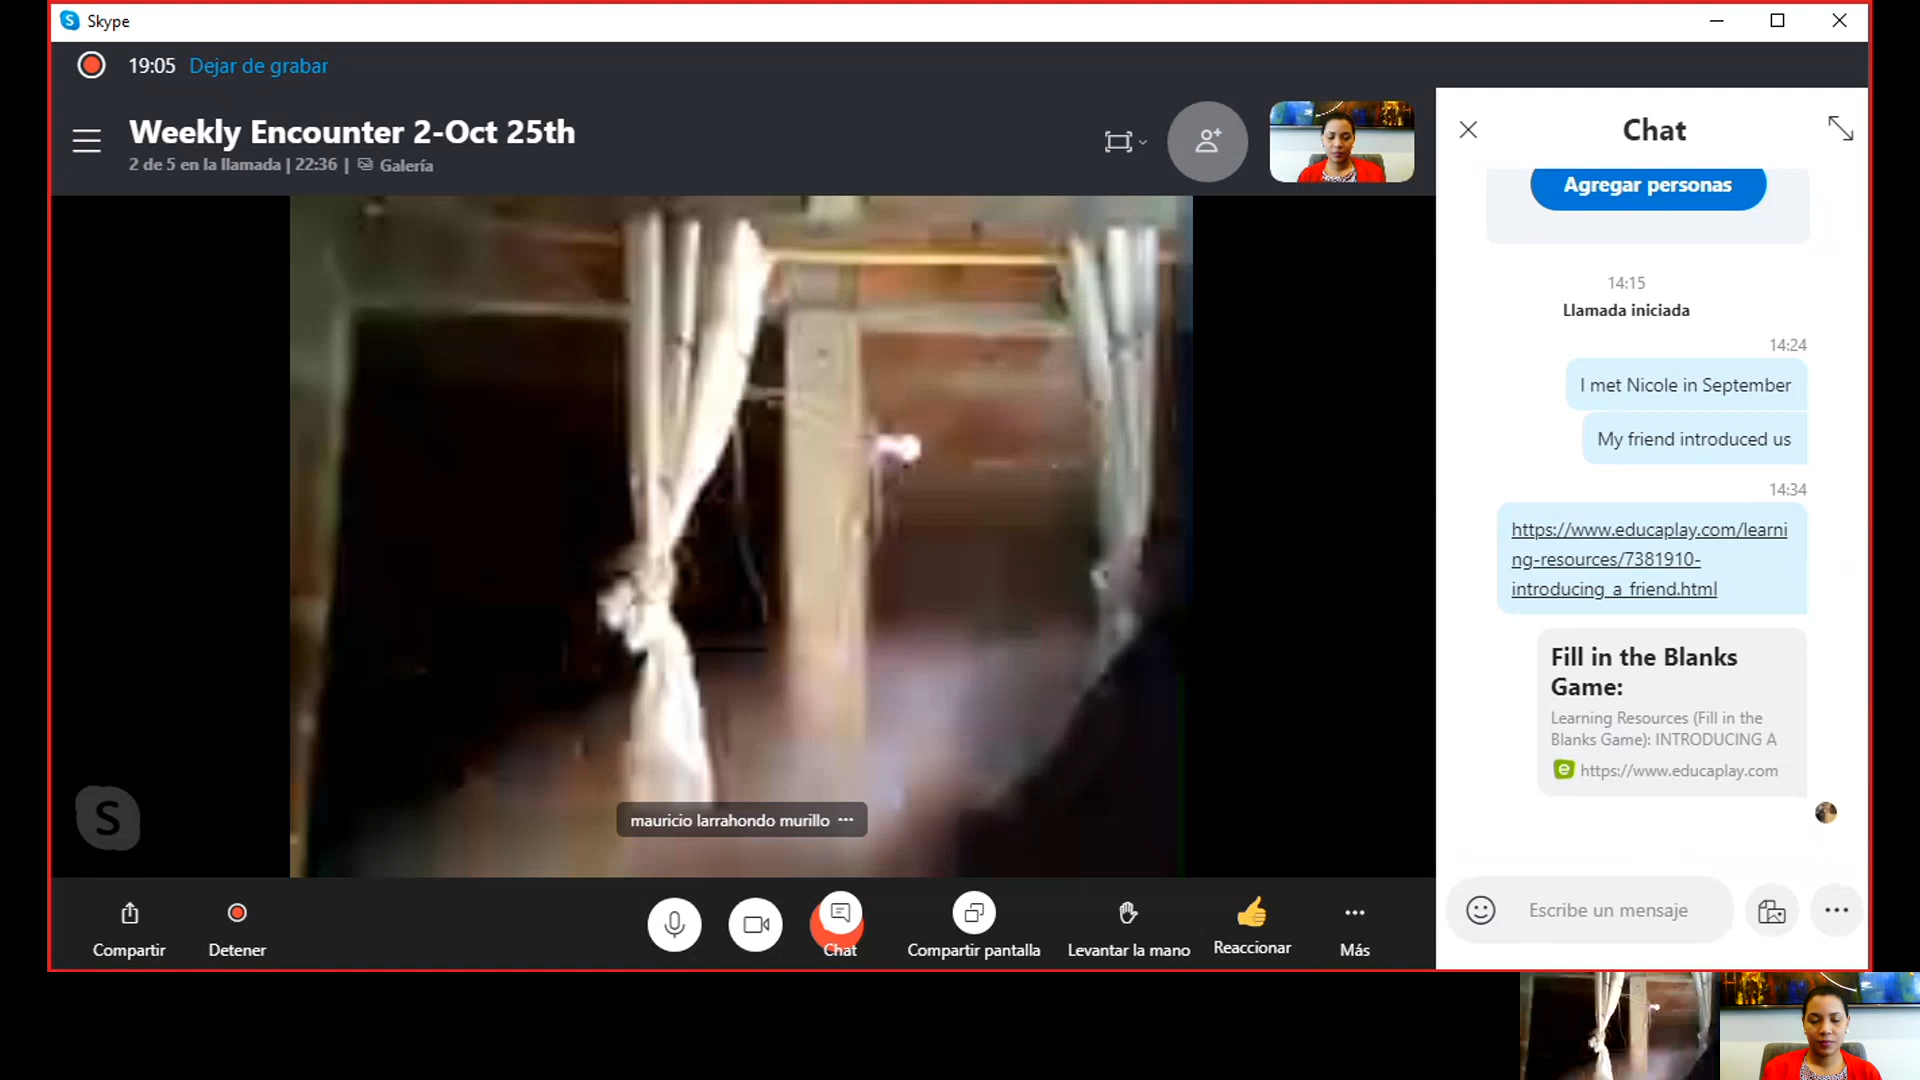 Skype
19:05 Dejar de grabar
Weekly Encounter 2-Oct 25th
2 de 5 en la llamada | 22:36 | Galería
Chat
Agregar personas
14:15
Llamada iniciada
14:24
I met Nicole in September
My friend introduced us
14:34
https://www.educaplay.com/learni
ng-resources/7381910-
introducing_a_friend.html
Fill in the Blanks
Game:
Learning Resources (Fill in the
Blanks Game): INTRODUCING A
https://www.educaplay.com
mauricio larrahondo murillo
Compartir
Detener
Chat
Compartir pantalla
Levantar la mano
Reaccionar
Más
Escribe un mensaje